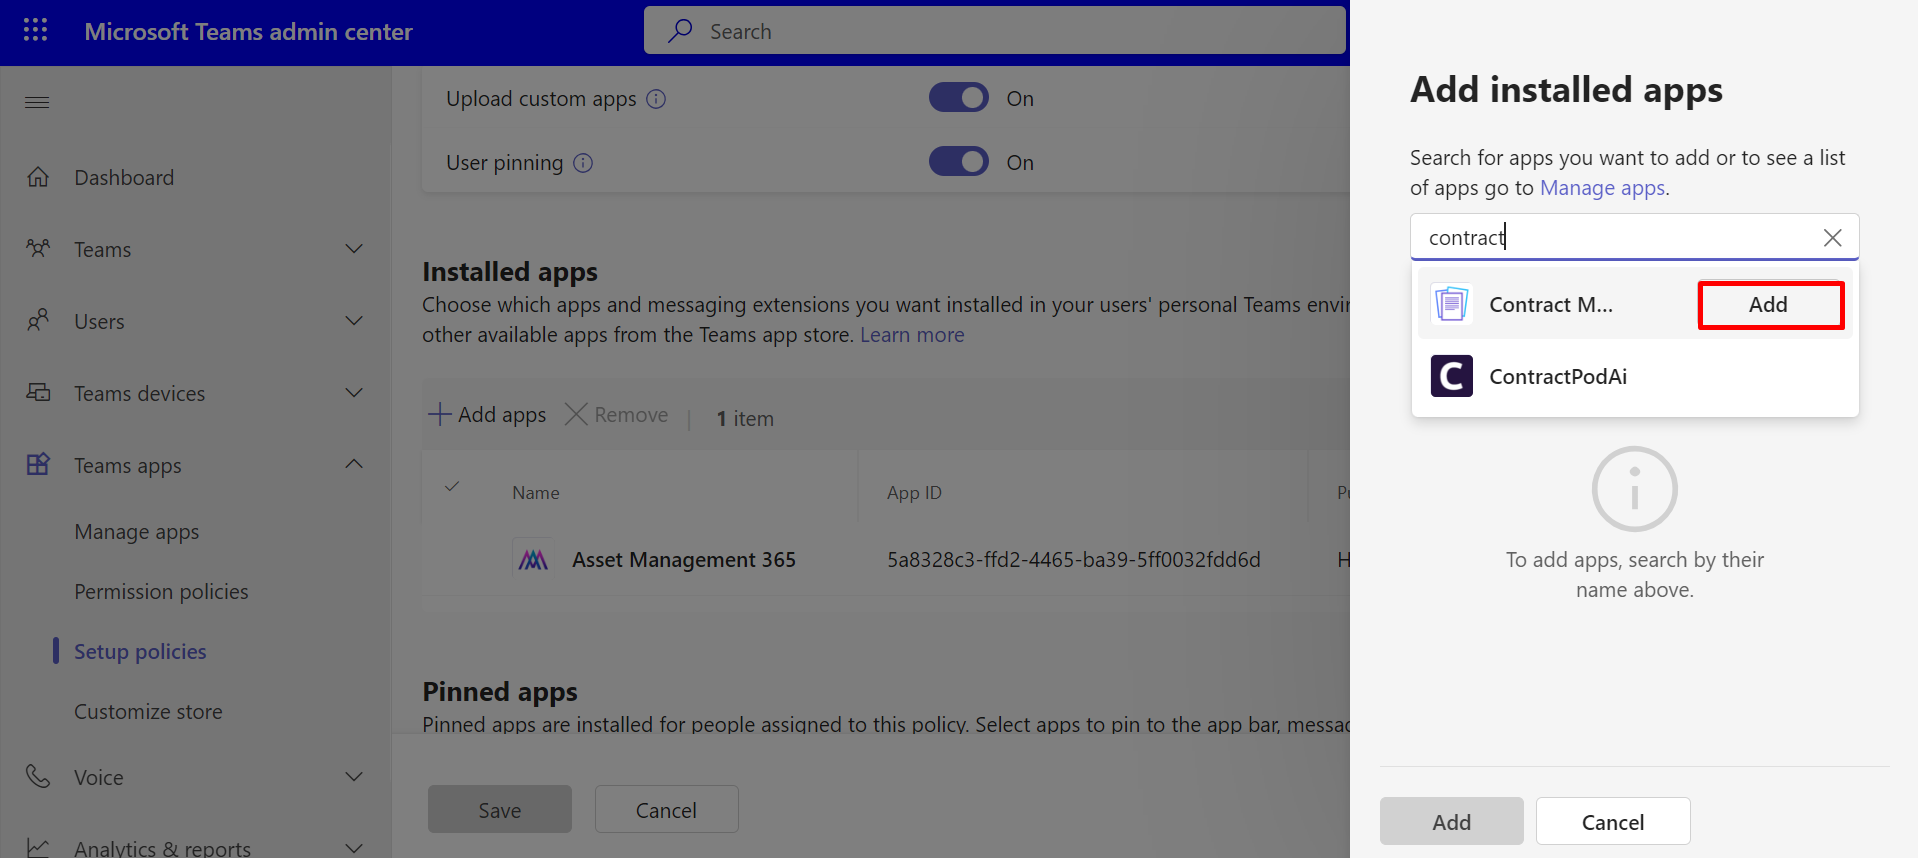 Microsoft Teams admin center
Search
Dashboard
Teams
Users
Teams devices
Teams apps
Manage apps
Permission policies
Setup policies
Customize store
Voice
Analytics & reports
Upload custom apps
On
User pinning
On
Installed apps
Choose which apps and messaging extensions you want installed in your users' personal Teams envir
other available apps from the Teams app store. Learn more
Add apps
Remove
1 item
Name
App ID
Asset Management 365
5a8328c3-ffd2-4465-ba39-5ff0032fdd6d
H
Pinned apps
Pinned apps are installed for people assigned to this policy. Select apps to pin to the app bar, messac
Save
Cancel
Add installed apps
Search for apps you want to add or to see a list
of apps go to Manage apps.
contract
Contract M...
Add
C
ContractPodAi
To add apps, search by their
name above.
Add
Cancel